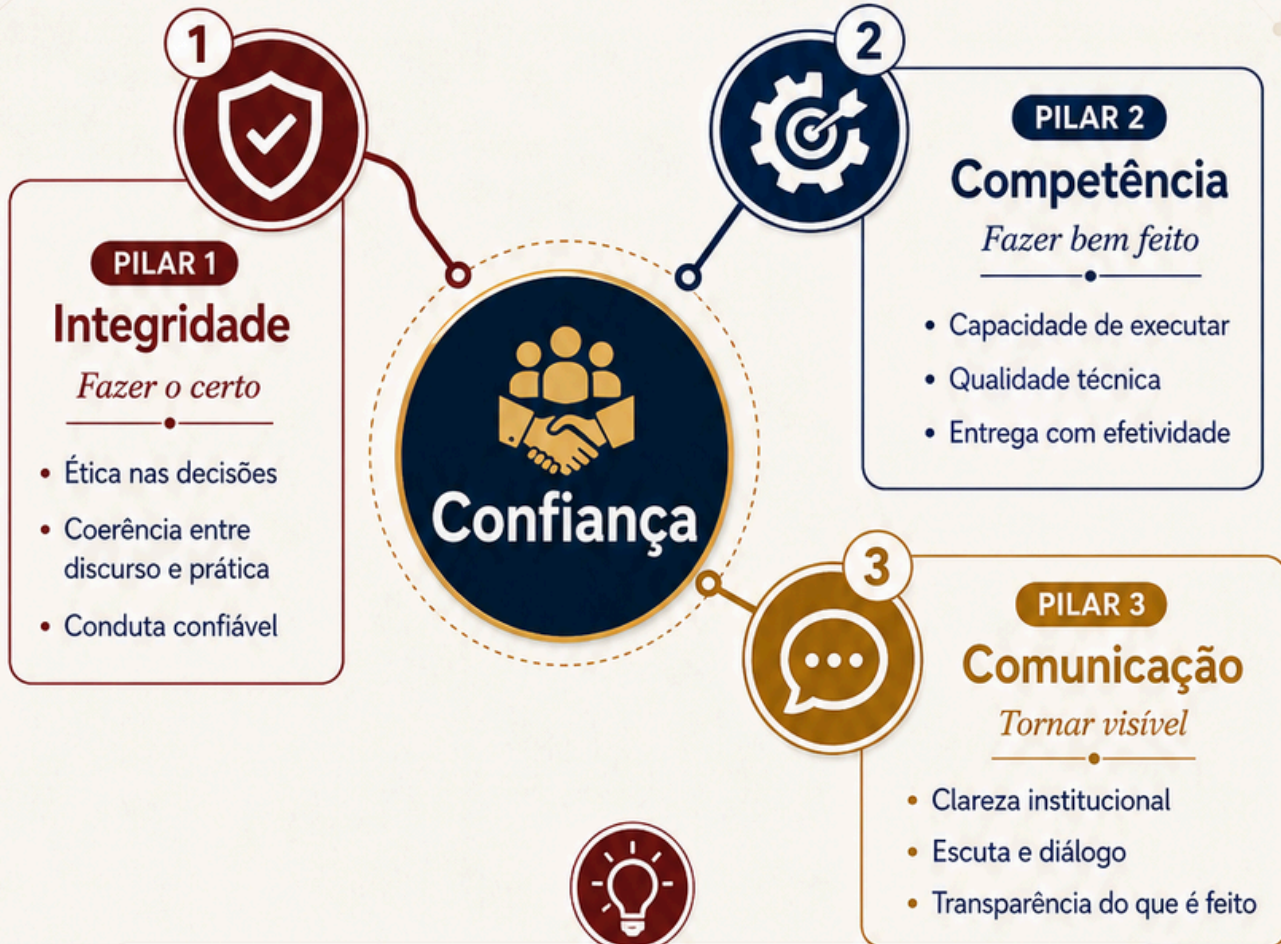 1
PILAR 1
Integridade
Fazer o certo
• Ética nas decisões
• Coerência entre
discurso e prática
• Conduta confiável
Confiança
2
PILAR 2
Competência
Fazer bem feito
• Capacidade de executar
• Qualidade técnica
• Entrega com efetividade
3
PILAR 3
Comunicação
Tornar visível
• Clareza institucional
• Escuta e diálogo
• Transparência do que é feito